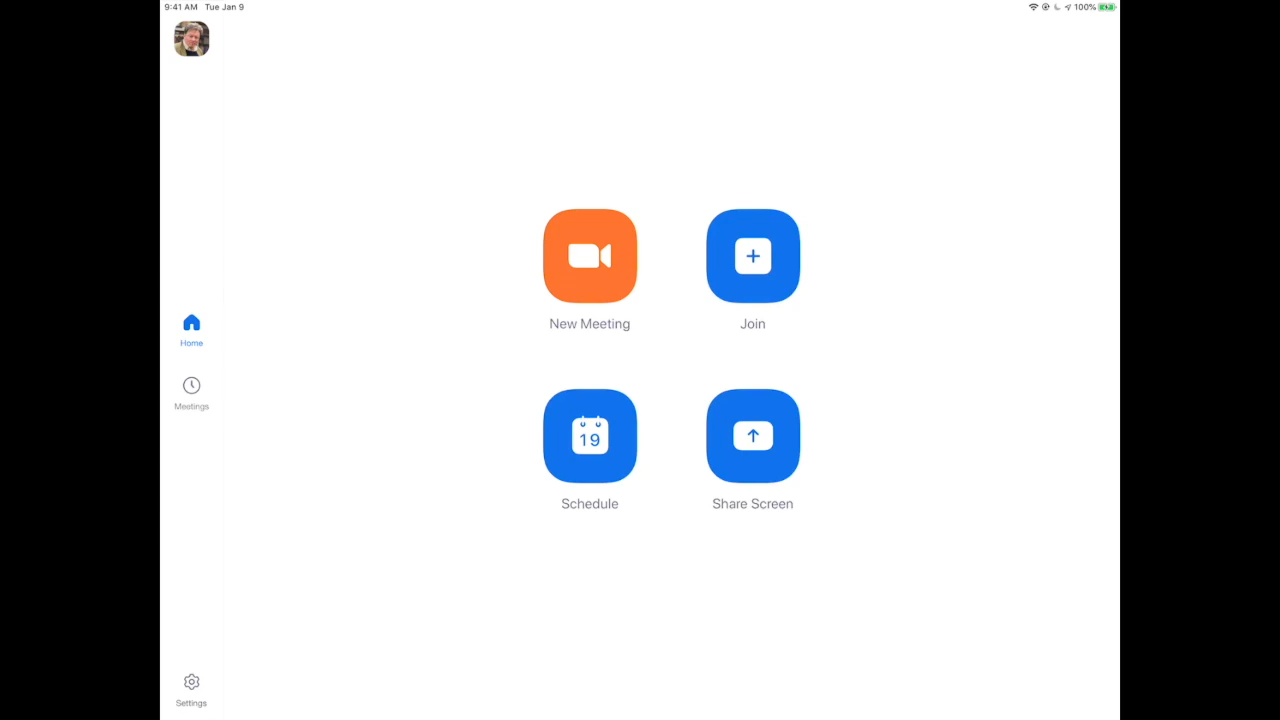 9:41 AM Tue Jan 9
100%
New Meeting
Join
Home
Meetings
19
Schedule
Share Screen
Settings